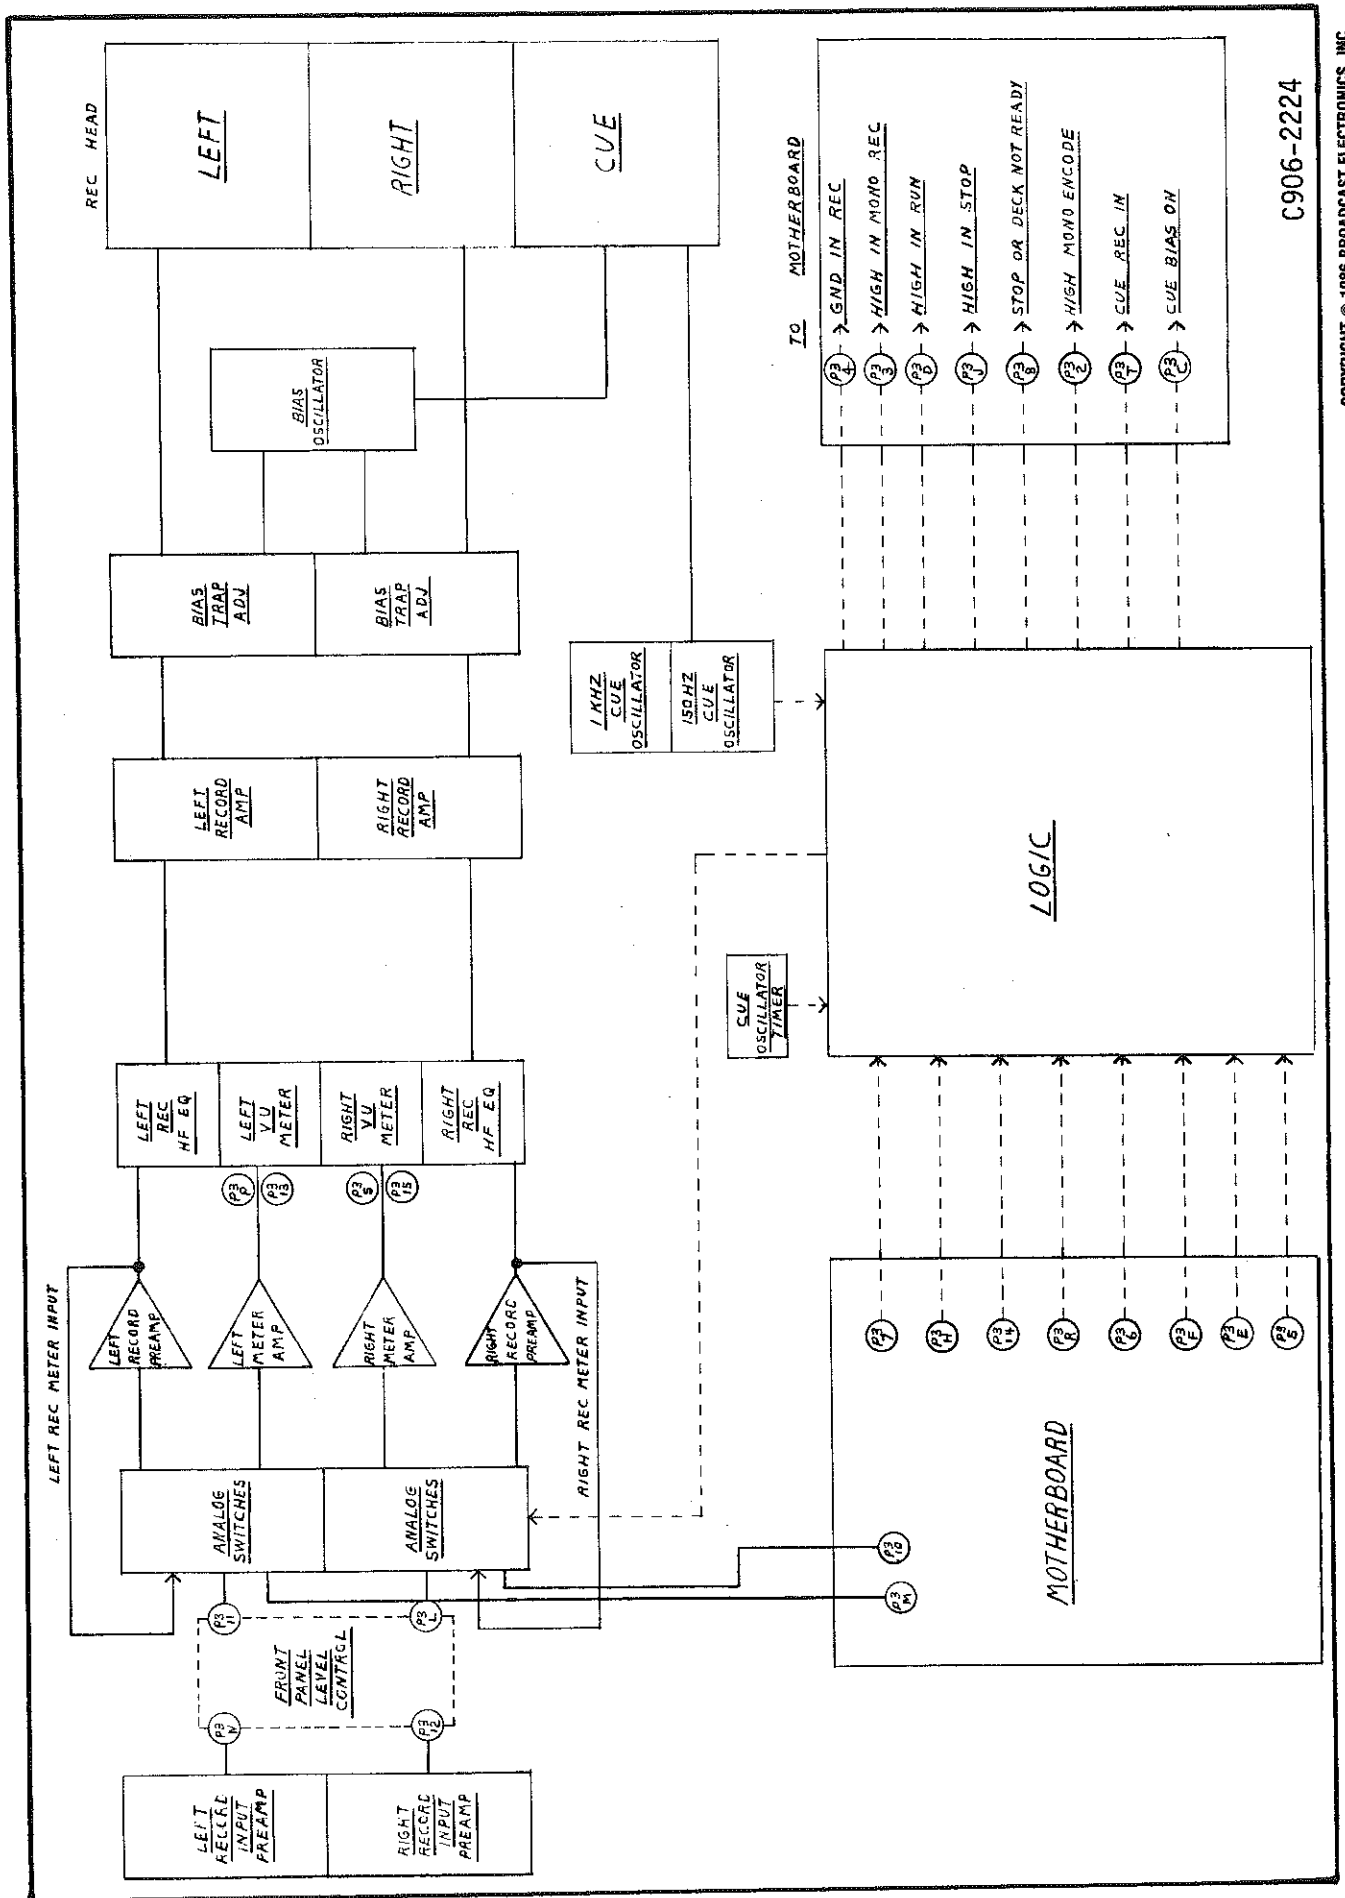 REC HEAD
LEFT
RIGHT
CUE
BIAS
OSCILLATOR
BIAS
TRAP
ADJ
BIAS
TRAP
ADJ
LEFT
RECORD
AMP
RIGHT
RECORD
AMP
1 KHZ
CUE
OSCILLATOR
150HZ
CUE
OSCILLATOR
LEFT
REC
HF EQ
LEFT
VU
METER
RIGHT
VU
METER
RIGHT
REC
HF EQ
P3
P
P3
13
P3
S
P3
15
LEFT REC METER INPUT
LEFT
RECORD
PREAMP
LEFT
METER
AMP
RIGHT
METER
AMP
RIGHT
RECORD
PREAMP
RIGHT REC METER INPUT
ANALOG
SWITCHES
ANALOG
SWITCHES
P3
11
P3
L
FRONT
PANEL
LEVEL
CONTROL
P3
N
P3
12
LEFT
RECORD
INPUT
PREAMP
RIGHT
RECORD
INPUT
PREAMP
TO MOTHERBOARD
P3
4
GND IN REC
P3
3
HIGH IN MONO REC
P3
D
HIGH IN RUN
P3
J
HIGH IN STOP
P3
B
STOP OR DECK NOT READY
P3
2
HIGH MONO ENCODE
P3
T
CUE REC IN
P3
C
CUE BIAS ON
LOGIC
CUE
OSCILLATOR
TIMER
P3
7
P3
H
P3
14
P3
R
P3
6
P3
F
P3
E
P3
5
P3
10
P3
M
MOTHERBOARD
C906-2224
COPYRIGHT © 1986 BROADCAST ELECTRONICS, INC